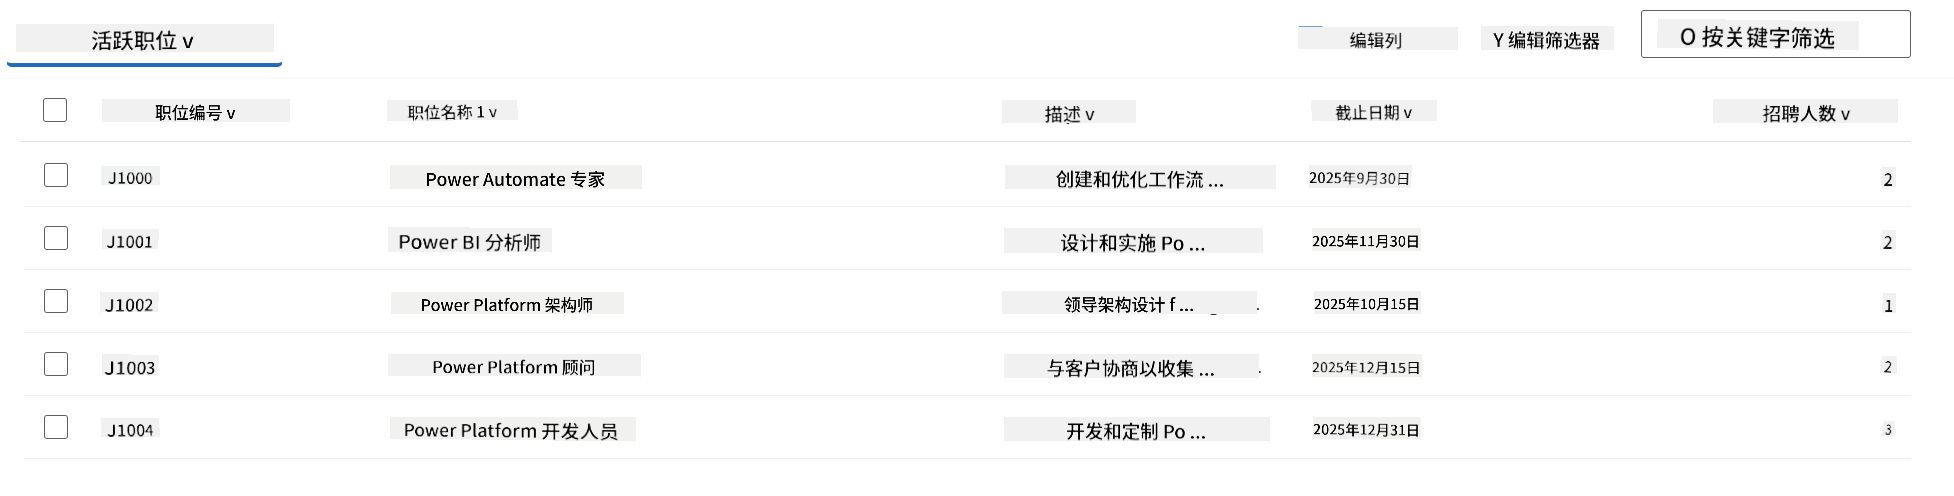 活跃职位 v
编辑列 Y 编辑筛选器 O 按关键字筛选
职位编号 v 职位名称 1 v 描述 v 截止日期 v 招聘人数 v
J1000 Power Automate 专家 创建和优化工作流 ... 2025年9月30日 2
J1001 Power BI 分析师 设计和实施 Po ... 2025年11月30日 2
J1002 Power Platform 架构师 领导架构设计 f ... 2025年10月15日 1
J1003 Power Platform 顾问 与客户协商以收集 ... 2025年12月15日 2
J1004 Power Platform 开发人员 开发和定制 Po ... 2025年12月31日 3